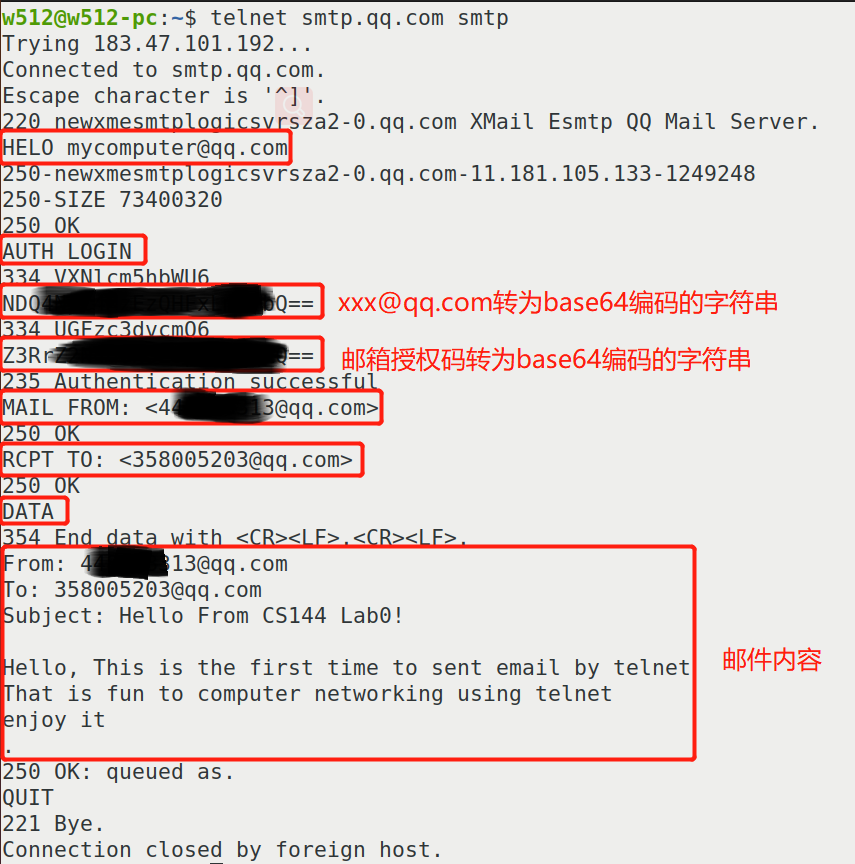 w512@w512-pc:~$ telnet smtp.qq.com smtp
Trying 183.47.101.192...
Connected to smtp.qq.com.
Escape character is '^]'.
220 newxmesmtplogicsvrsza2-0.qq.com XMail Esmtp QQ Mail Server.
HELO mycomputer@qq.com
250-newxmesmtplogicsvrsza2-0.qq.com-11.181.105.133-1249248
250-SIZE 73400320
250 OK
AUTH LOGIN
334 VXNlcm5hbWU6
NDQ4 Q== xxx@qq.com转为base64编码的字符串
334 UGFzc3dvcmQ6
Z3RrZ == 邮箱授权码转为base64编码的字符串
235 Authentication successful
MAIL FROM: <44 13@qq.com>
250 OK
RCPT TO: <358005203@qq.com>
250 OK
DATA
354 End data with <CR><LF>.<CR><LF>.
From: 4 313@qq.com
To: 358005203@qq.com
Subject: Hello From CS144 Lab0!
Hello, This is the first time to sent email by telnet 邮件内容
That is fun to computer networking using telnet
enjoy it
.
250 OK: queued as.
QUIT
221 Bye.
Connection closed by foreign host.